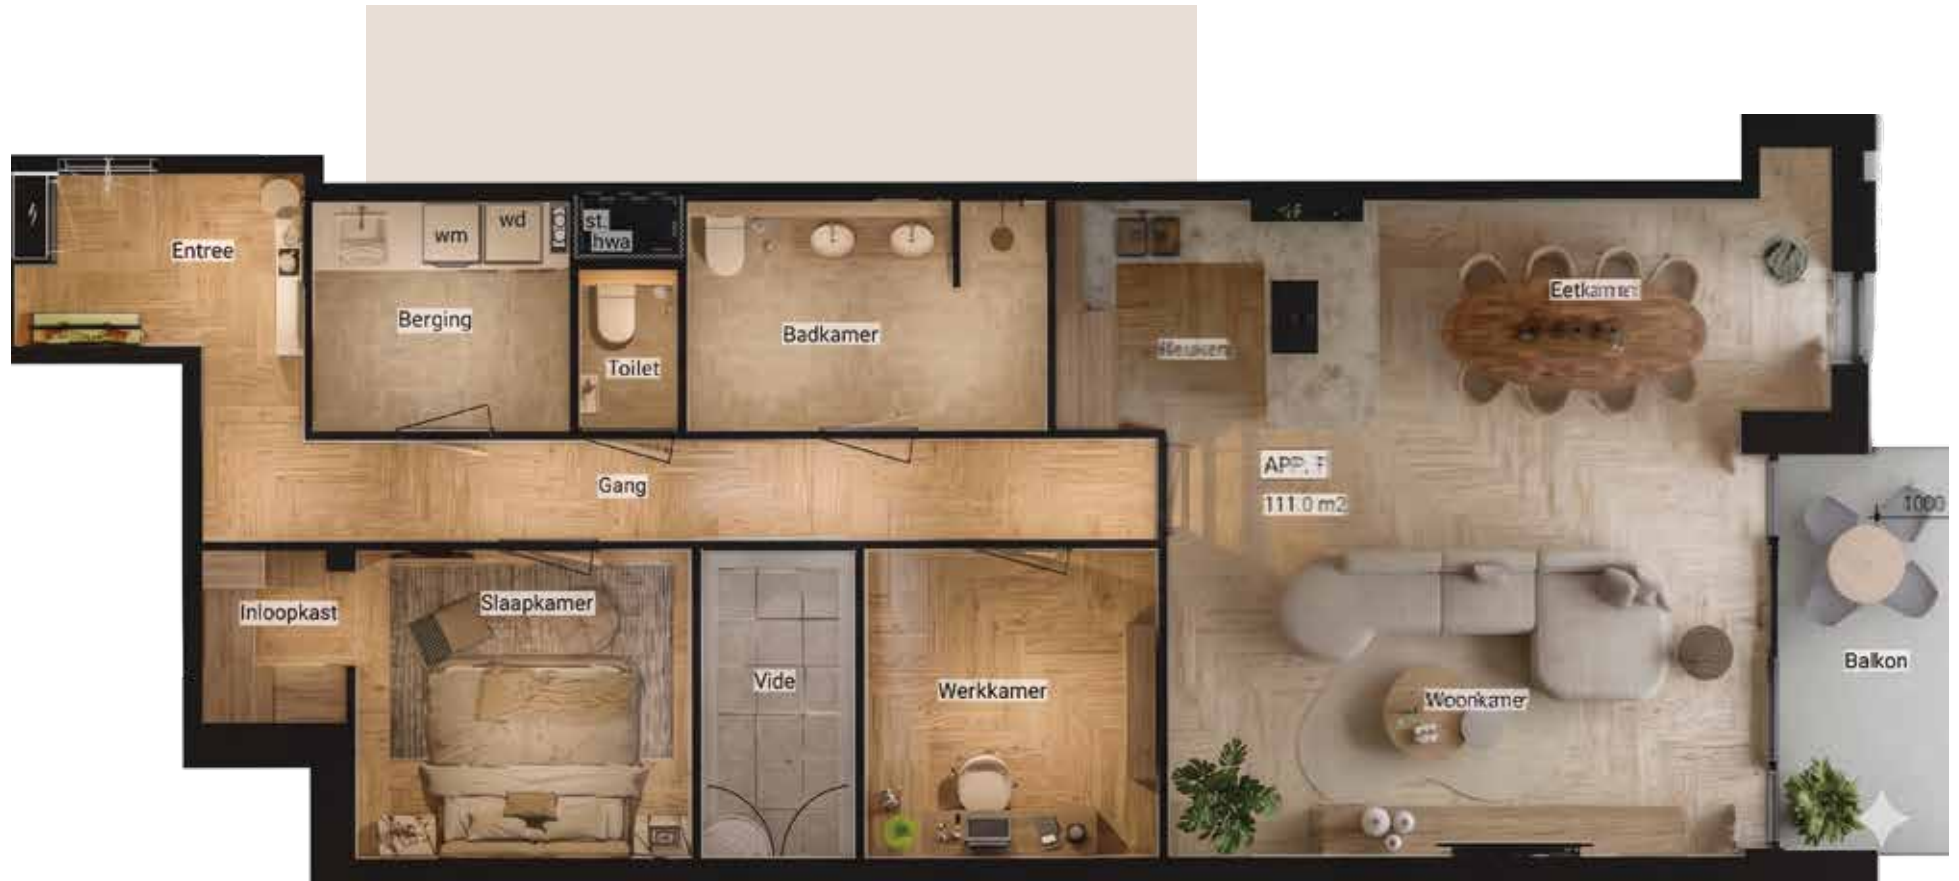 Entree
wm
wd
st.
hwa
Berging
Toilet
Badkamer
Keuken
Eetkamer
Gang
APP. F
111.0 m2
1000
Inloopkast
Slaapkamer
Vide
Werkkamer
Woonkamer
Balkon